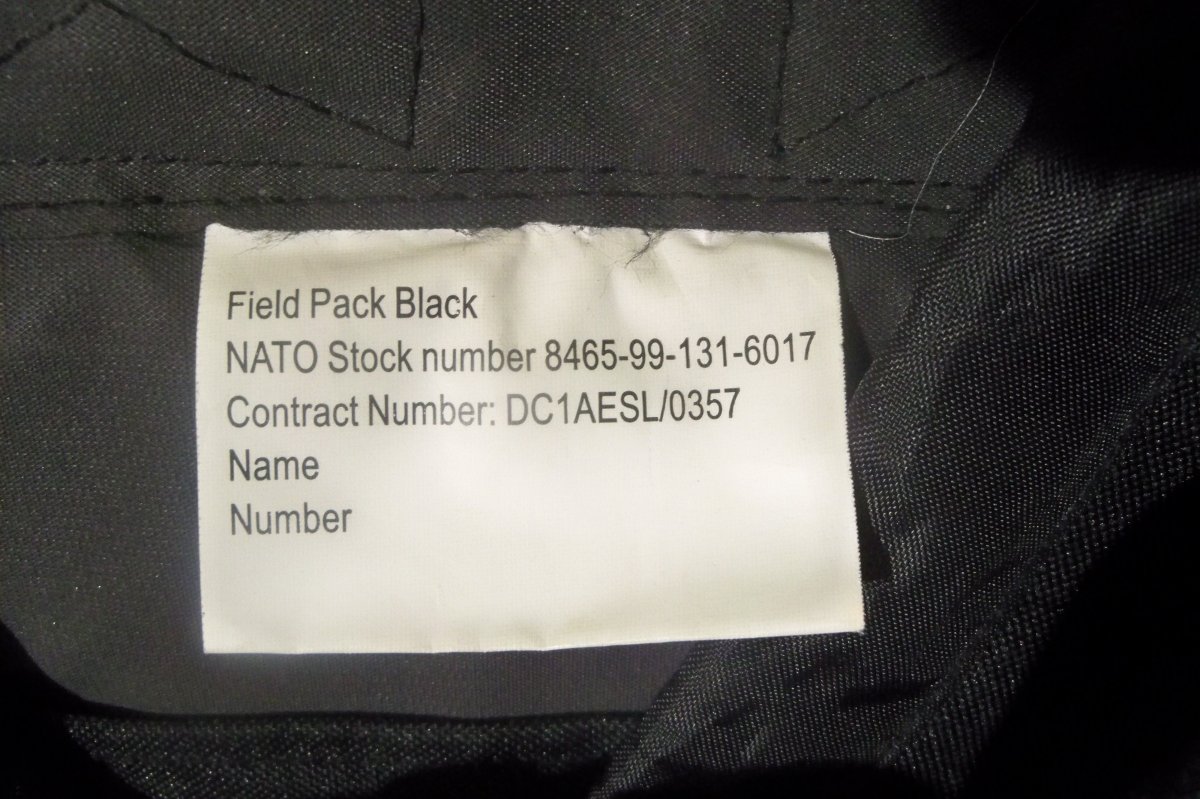 Field Pack Black
NATO Stock number 8465-99-131-6017
Contract Number: DC1AESL/0357
Name
Number